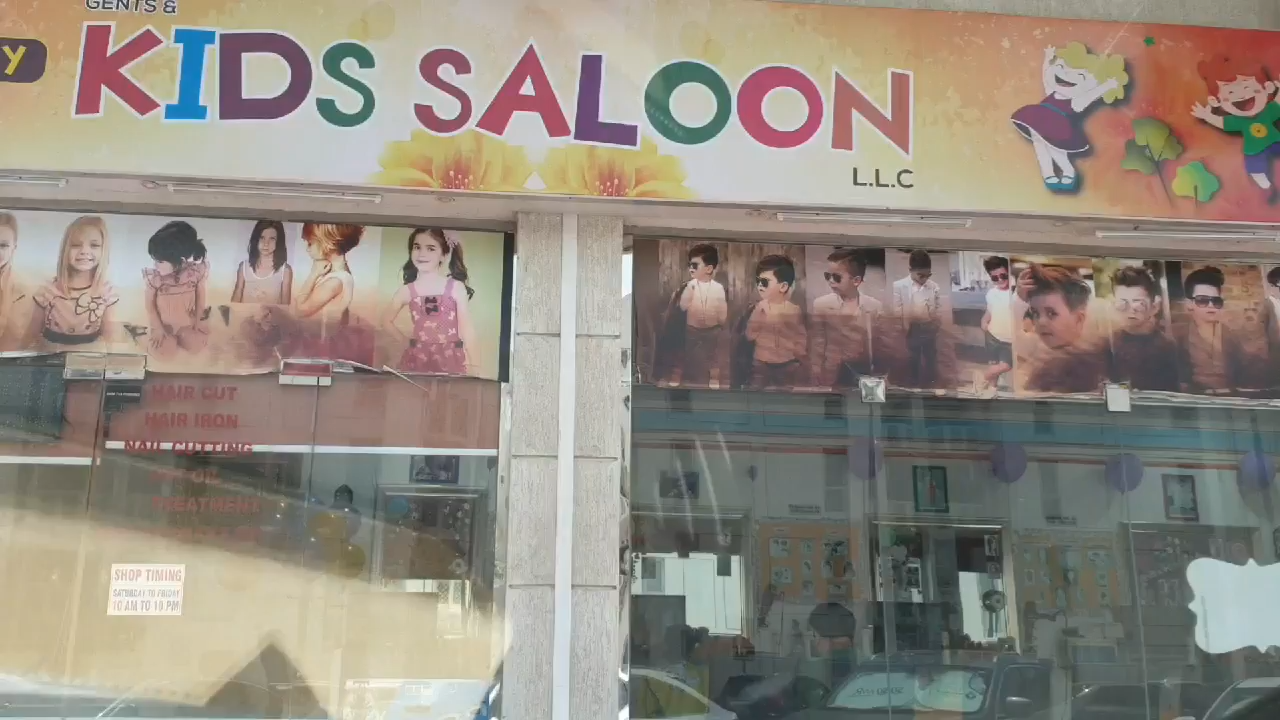 GENTS &
Y
KIDS SALOON
L.L.C
HAIR CUT
HAIR IRON
NAIL CUTTING
OIL
TREATMENT
SHOP TIMING
SATURDAY TO FRIDAY
10 AM TO 10 PM